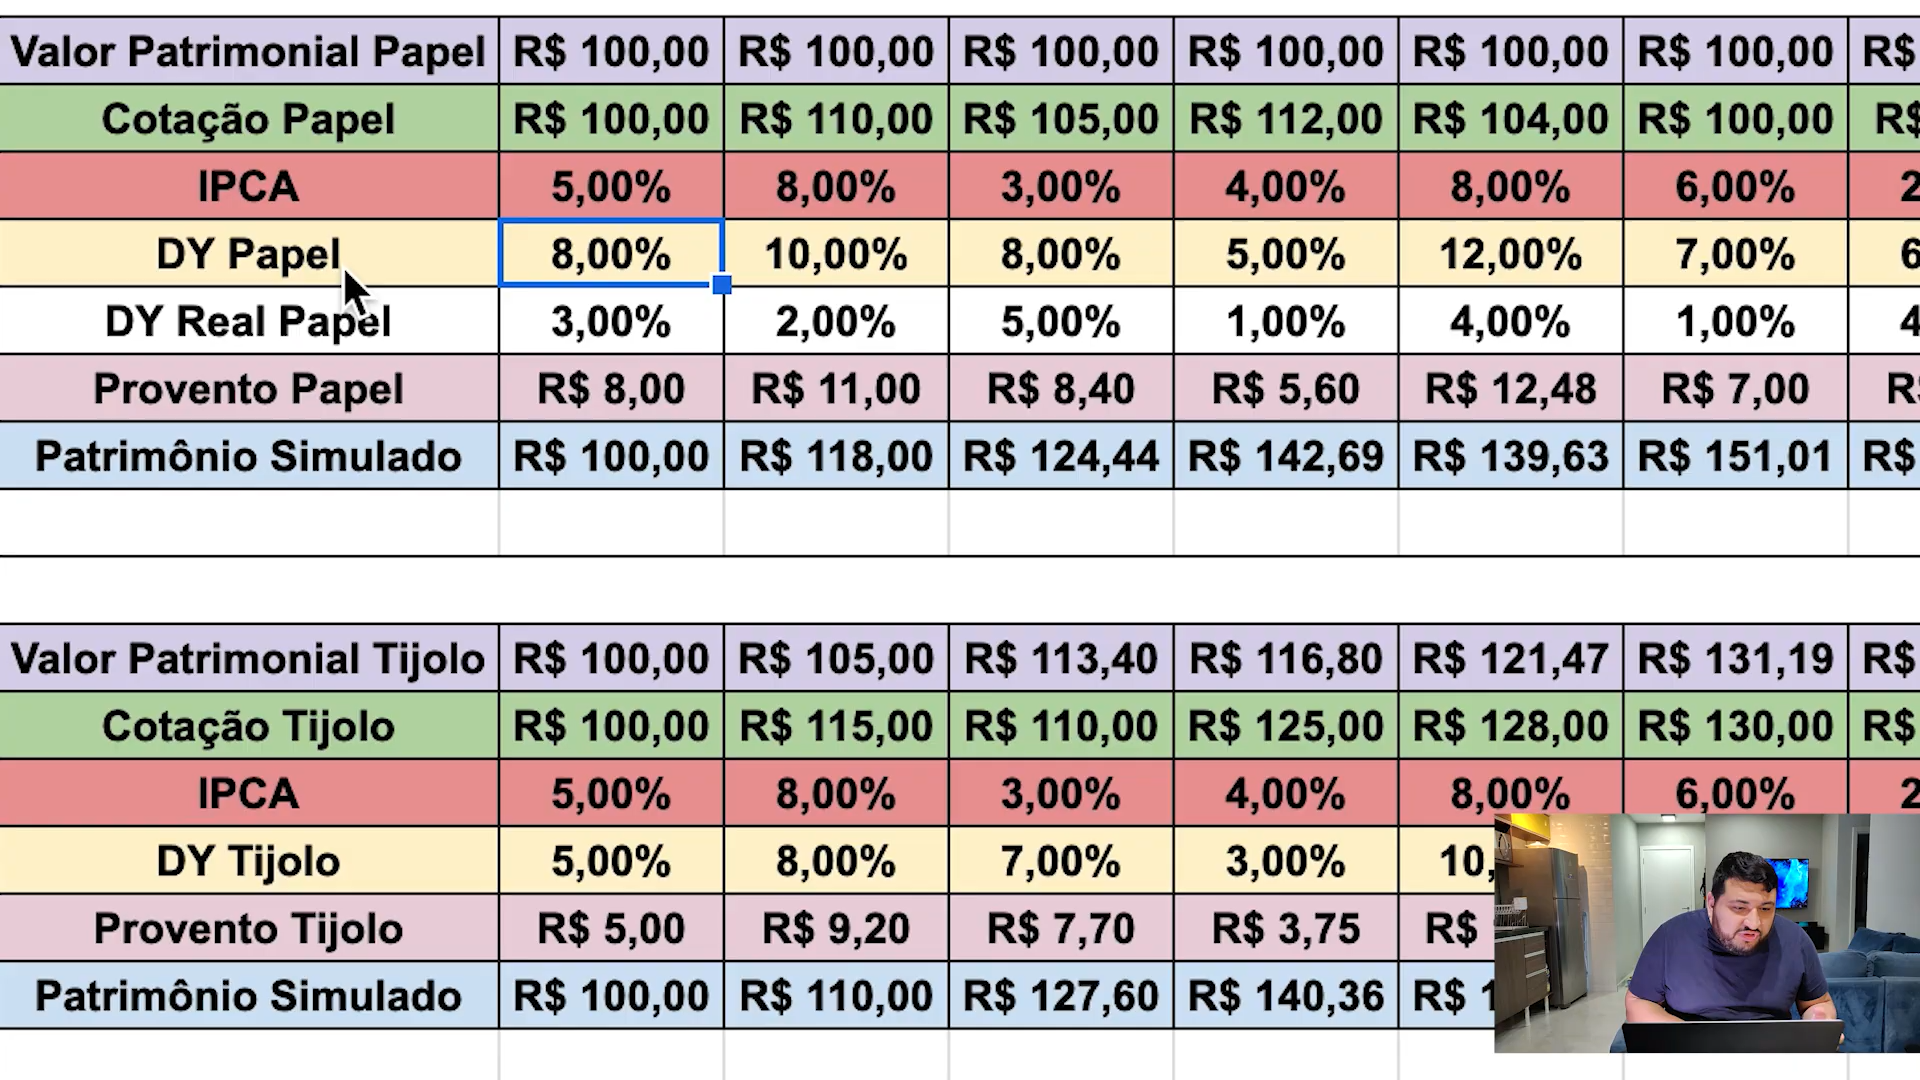 Valor Patrimonial Papel R$ 100,00 R$ 100,00 R$ 100,00 R$ 100,00 R$ 100,00 R$ 100,00 R$
Cotação Papel R$ 100,00 R$ 110,00 R$ 105,00 R$ 112,00 R$ 104,00 R$ 100,00 R$
IPCA 5,00% 8,00% 3,00% 4,00% 8,00% 6,00% 2
DY Papel 8,00% 10,00% 8,00% 5,00% 12,00% 7,00% 6
DY Real Papel 3,00% 2,00% 5,00% 1,00% 4,00% 1,00% 4
Provento Papel R$ 8,00 R$ 11,00 R$ 8,40 R$ 5,60 R$ 12,48 R$ 7,00 R$
Patrimônio Simulado R$ 100,00 R$ 118,00 R$ 124,44 R$ 142,69 R$ 139,63 R$ 151,01 R$
Valor Patrimonial Tijolo R$ 100,00 R$ 105,00 R$ 113,40 R$ 116,80 R$ 121,47 R$ 131,19 R$
Cotação Tijolo R$ 100,00 R$ 115,00 R$ 110,00 R$ 125,00 R$ 128,00 R$ 130,00 R$
IPCA 5,00% 8,00% 3,00% 4,00% 8,00% 6,00% 2
DY Tijolo 5,00% 8,00% 7,00% 3,00% 10,
Provento Tijolo R$ 5,00 R$ 9,20 R$ 7,70 R$ 3,75 R$
Patrimônio Simulado R$ 100,00 R$ 110,00 R$ 127,60 R$ 140,36 R$ 1